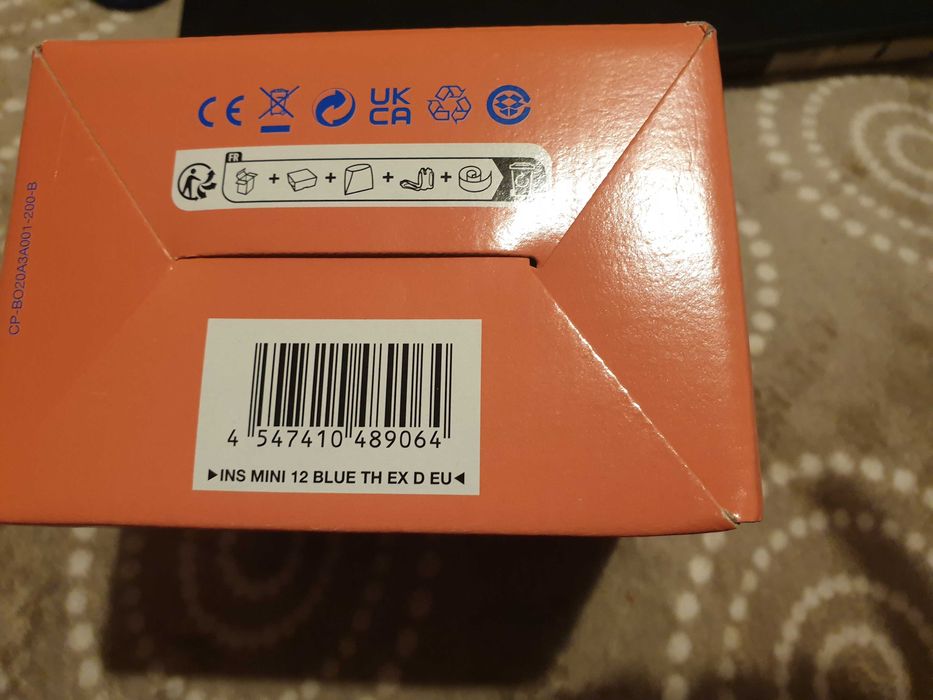 CE
UK
CA
FR
+ + + +
CP-BO20A3A001-200-B
4 547410 489064
▶INS MINI 12 BLUE TH EX D EU◀